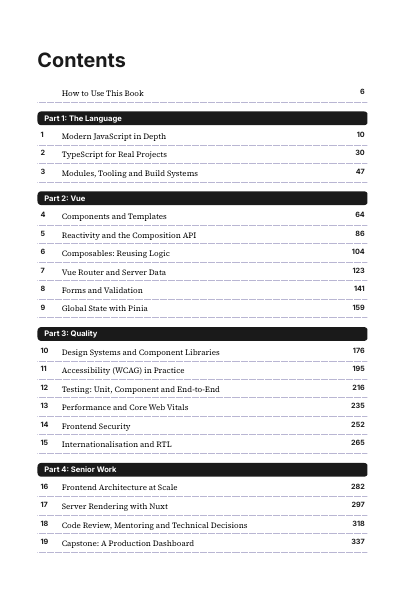 Contents
How to Use This Book 6
Part 1: The Language
1 Modern JavaScript in Depth 10
2 TypeScript for Real Projects 30
3 Modules, Tooling and Build Systems 47
Part 2: Vue
4 Components and Templates 64
5 Reactivity and the Composition API 86
6 Composables: Reusing Logic 104
7 Vue Router and Server Data 123
8 Forms and Validation 141
9 Global State with Pinia 159
Part 3: Quality
10 Design Systems and Component Libraries 176
11 Accessibility (WCAG) in Practice 195
12 Testing: Unit, Component and End-to-End 216
13 Performance and Core Web Vitals 235
14 Frontend Security 252
15 Internationalisation and RTL 265
Part 4: Senior Work
16 Frontend Architecture at Scale 282
17 Server Rendering with Nuxt 297
18 Code Review, Mentoring and Technical Decisions 318
19 Capstone: A Production Dashboard 337